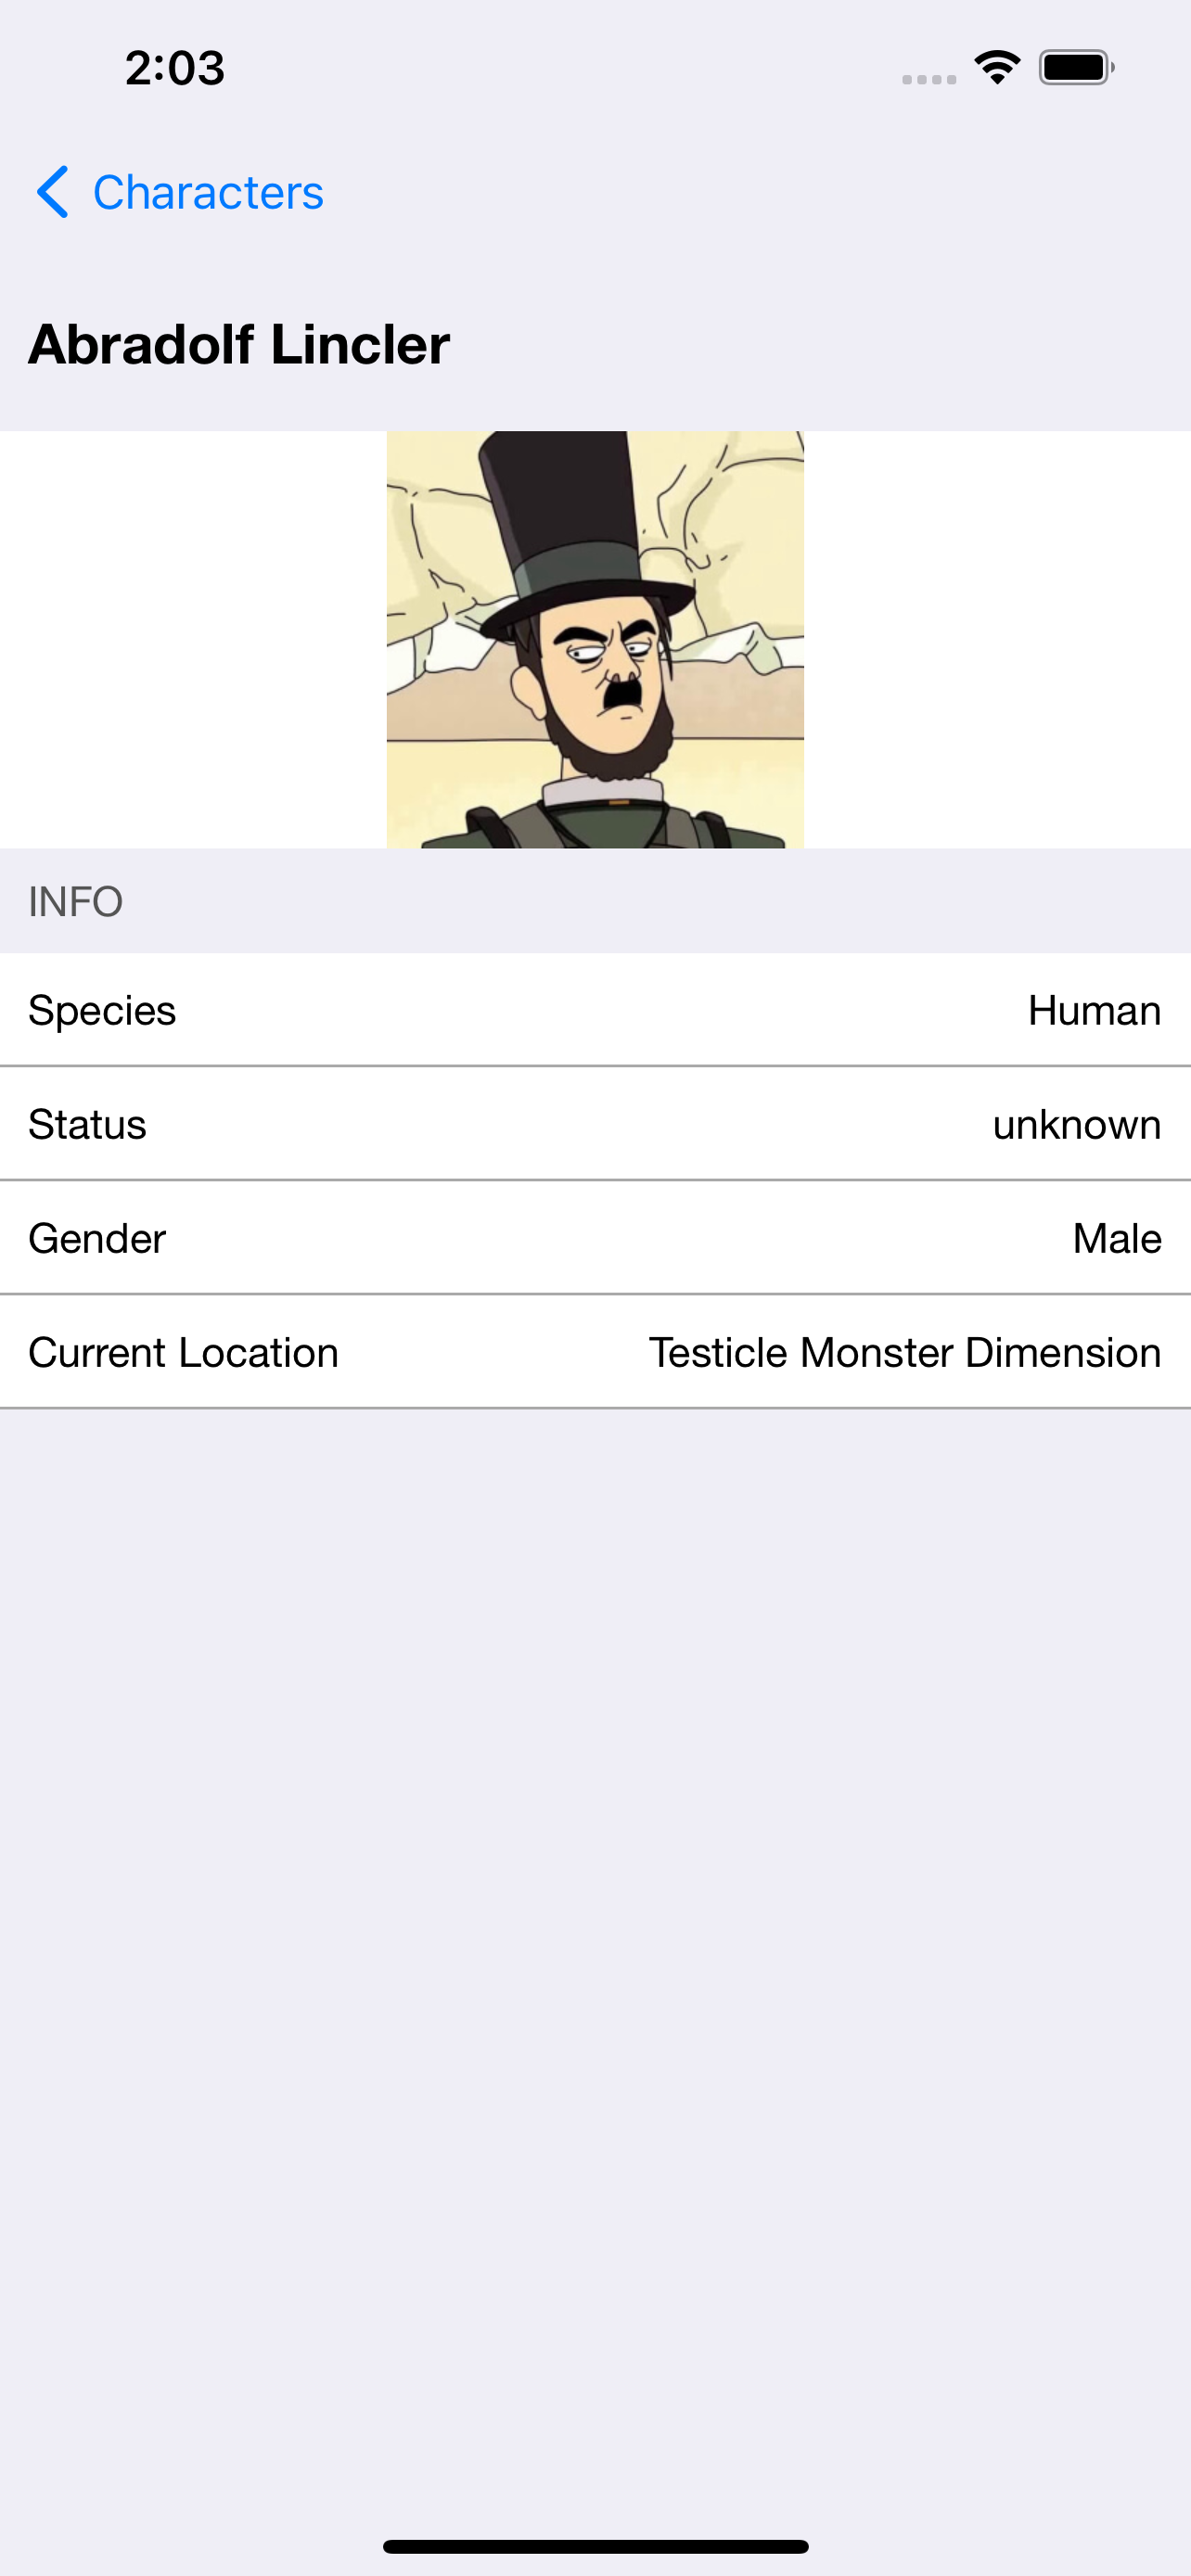 2:03
Characters
Abradolf Lincler
INFO
Species Human
Status unknown
Gender Male
Current Location Testicle Monster Dimension